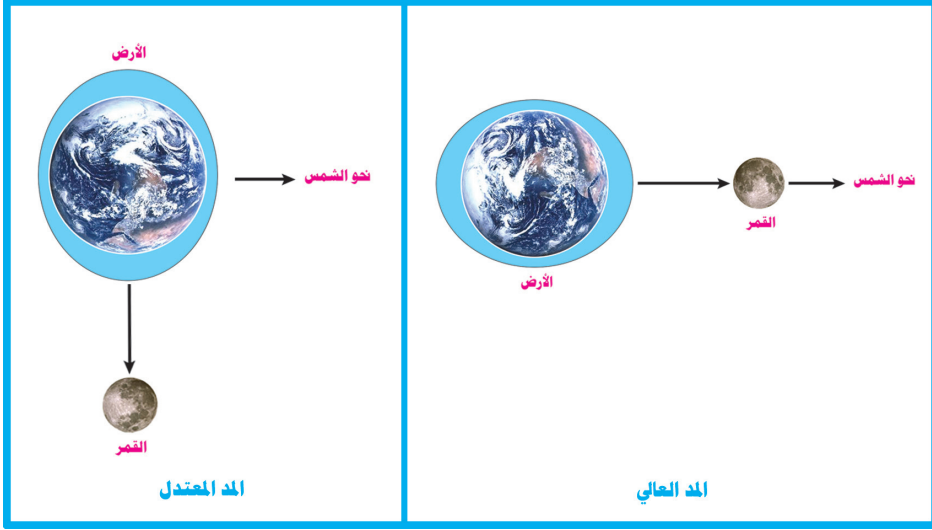 الأرض
نحو الشمس
القمر
المد العالي
الأرض
نحو الشمس
القمر
المد المعتدل